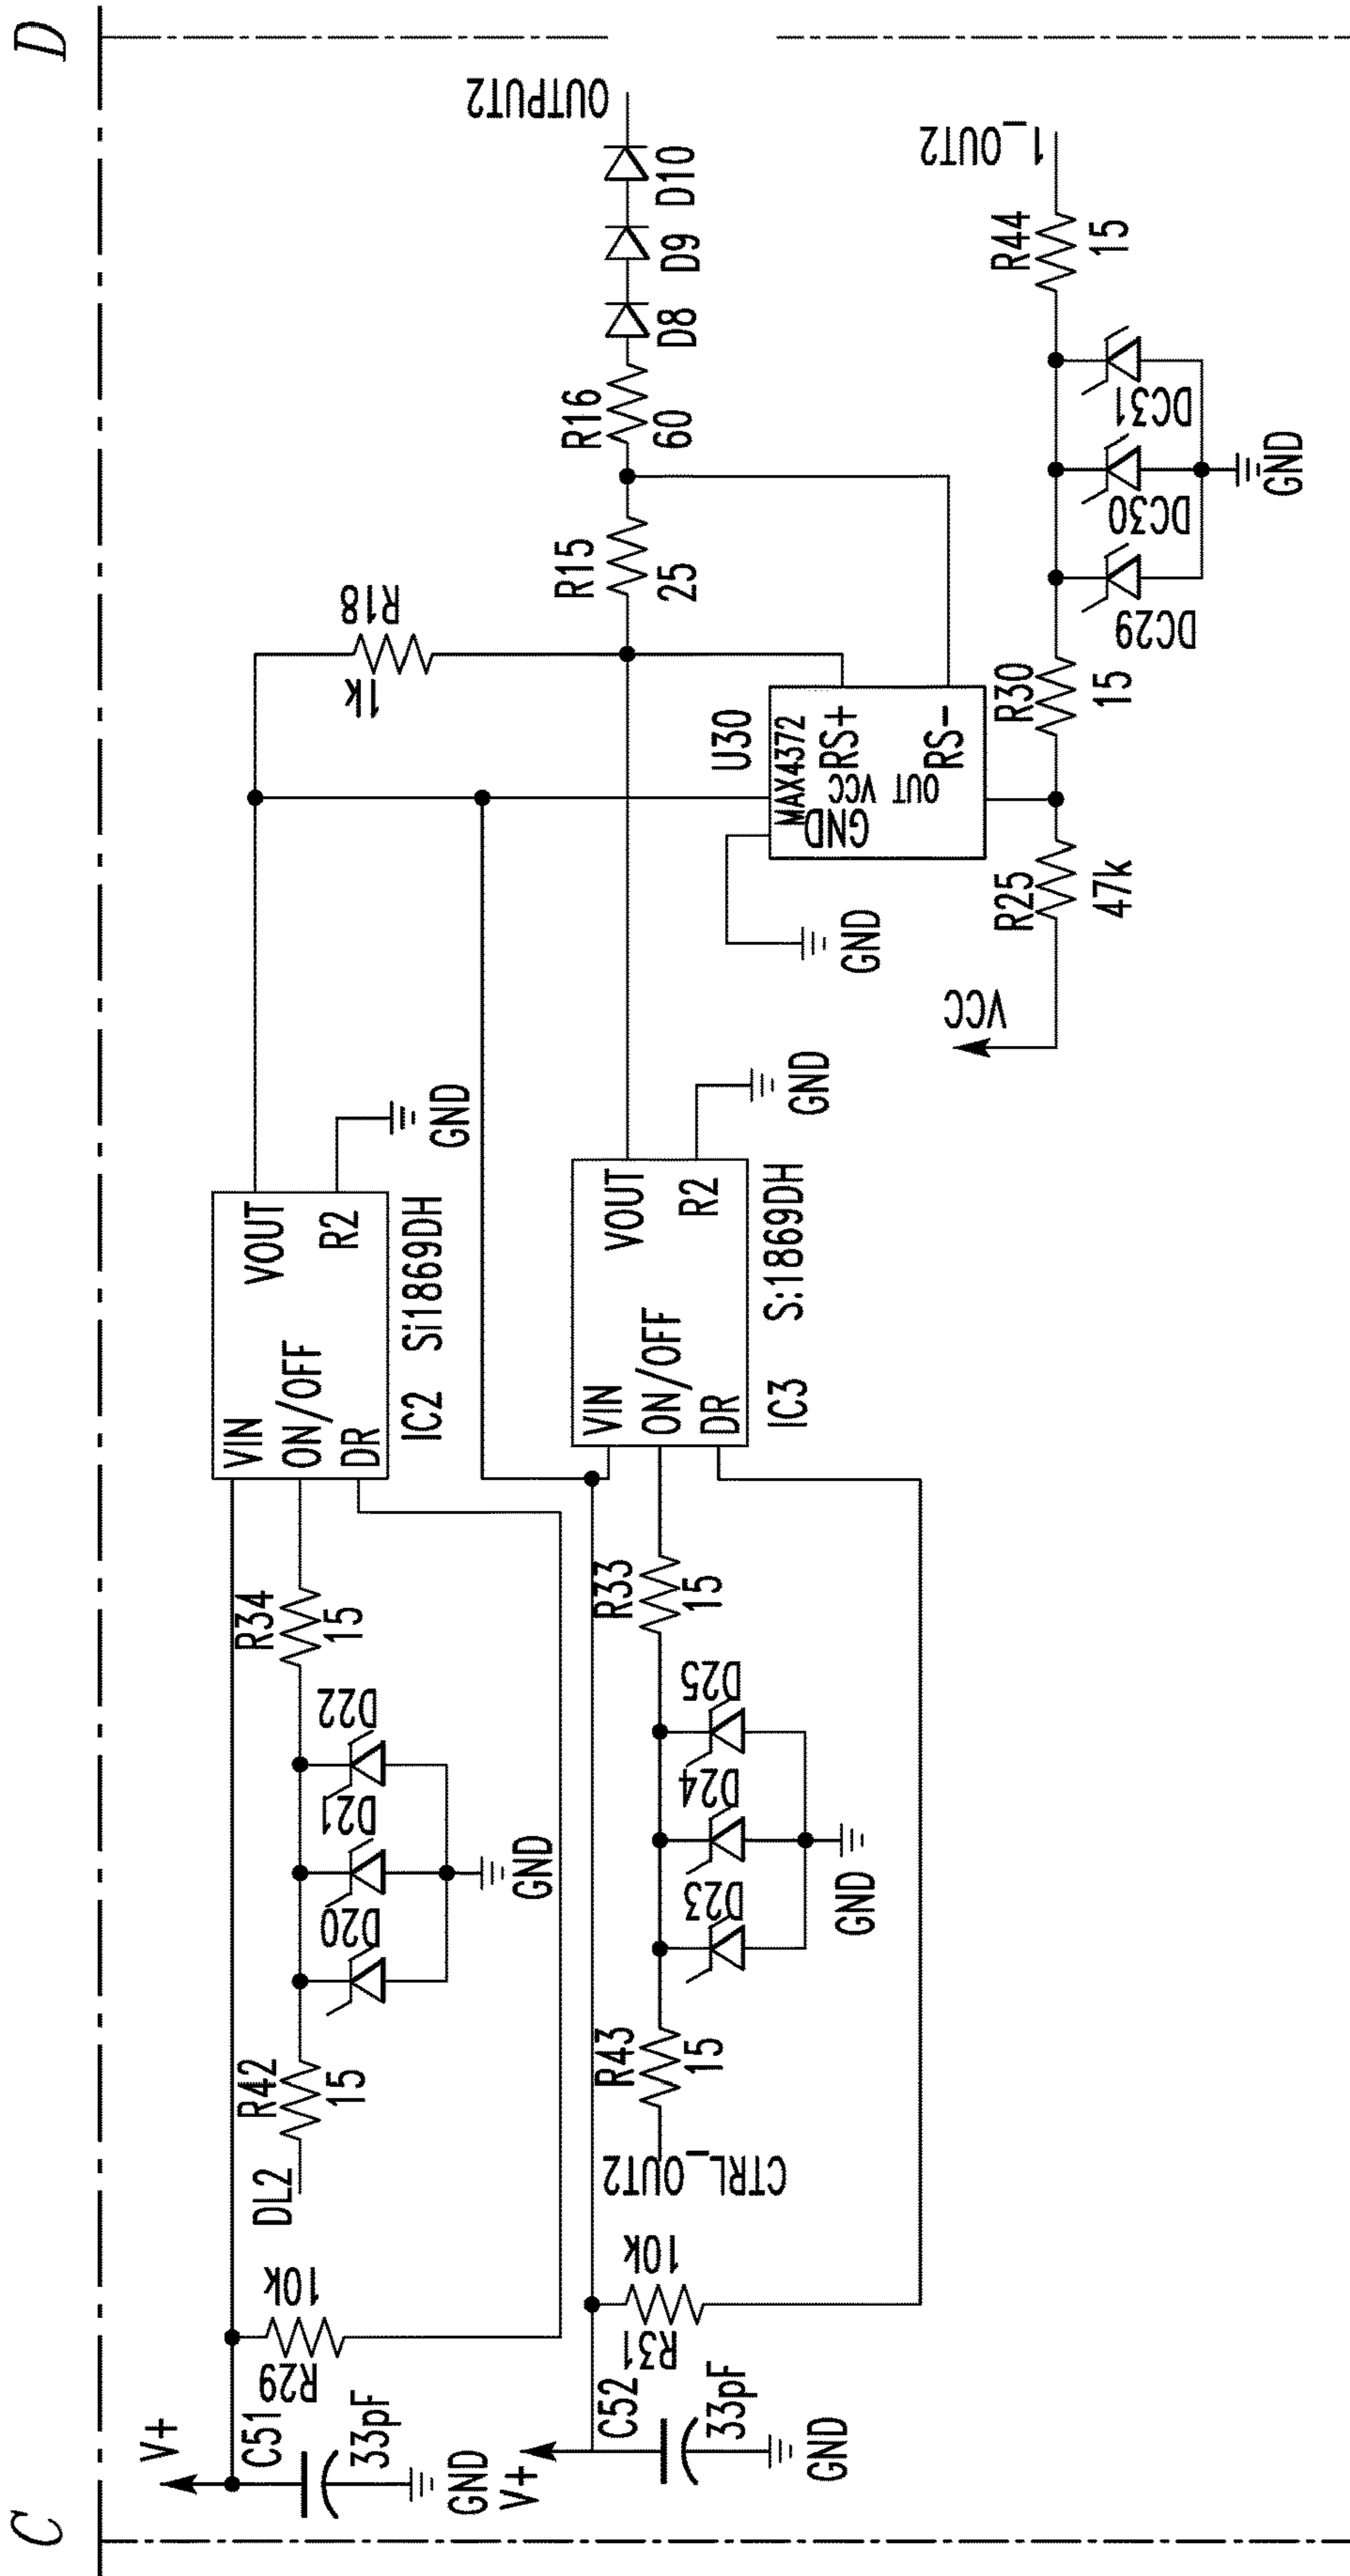 C
D
V+
C51
33pF
GND
R29
10k
DL2
R42
15
D20
D21
D22
GND
R34
15
VIN
ON/OFF
DR
VOUT
R2
IC2 Si1869DH
GND
R18
1k
V+
C52
33pF
GND
R31
10k
CTRL_OUT2
R43
15
D23
D24
D25
GND
R33
15
VIN
ON/OFF
DR
VOUT
R2
IC3 S:1869DH
GND
R15
25
R16
60
D8
D9
D10
OUTPUT2
U30
MAX4372
GND
VCC
RS+
OUT
RS-
GND
VCC
R25
47k
R30
15
DC29
DC30
DC31
GND
R44
15
1_OUT2